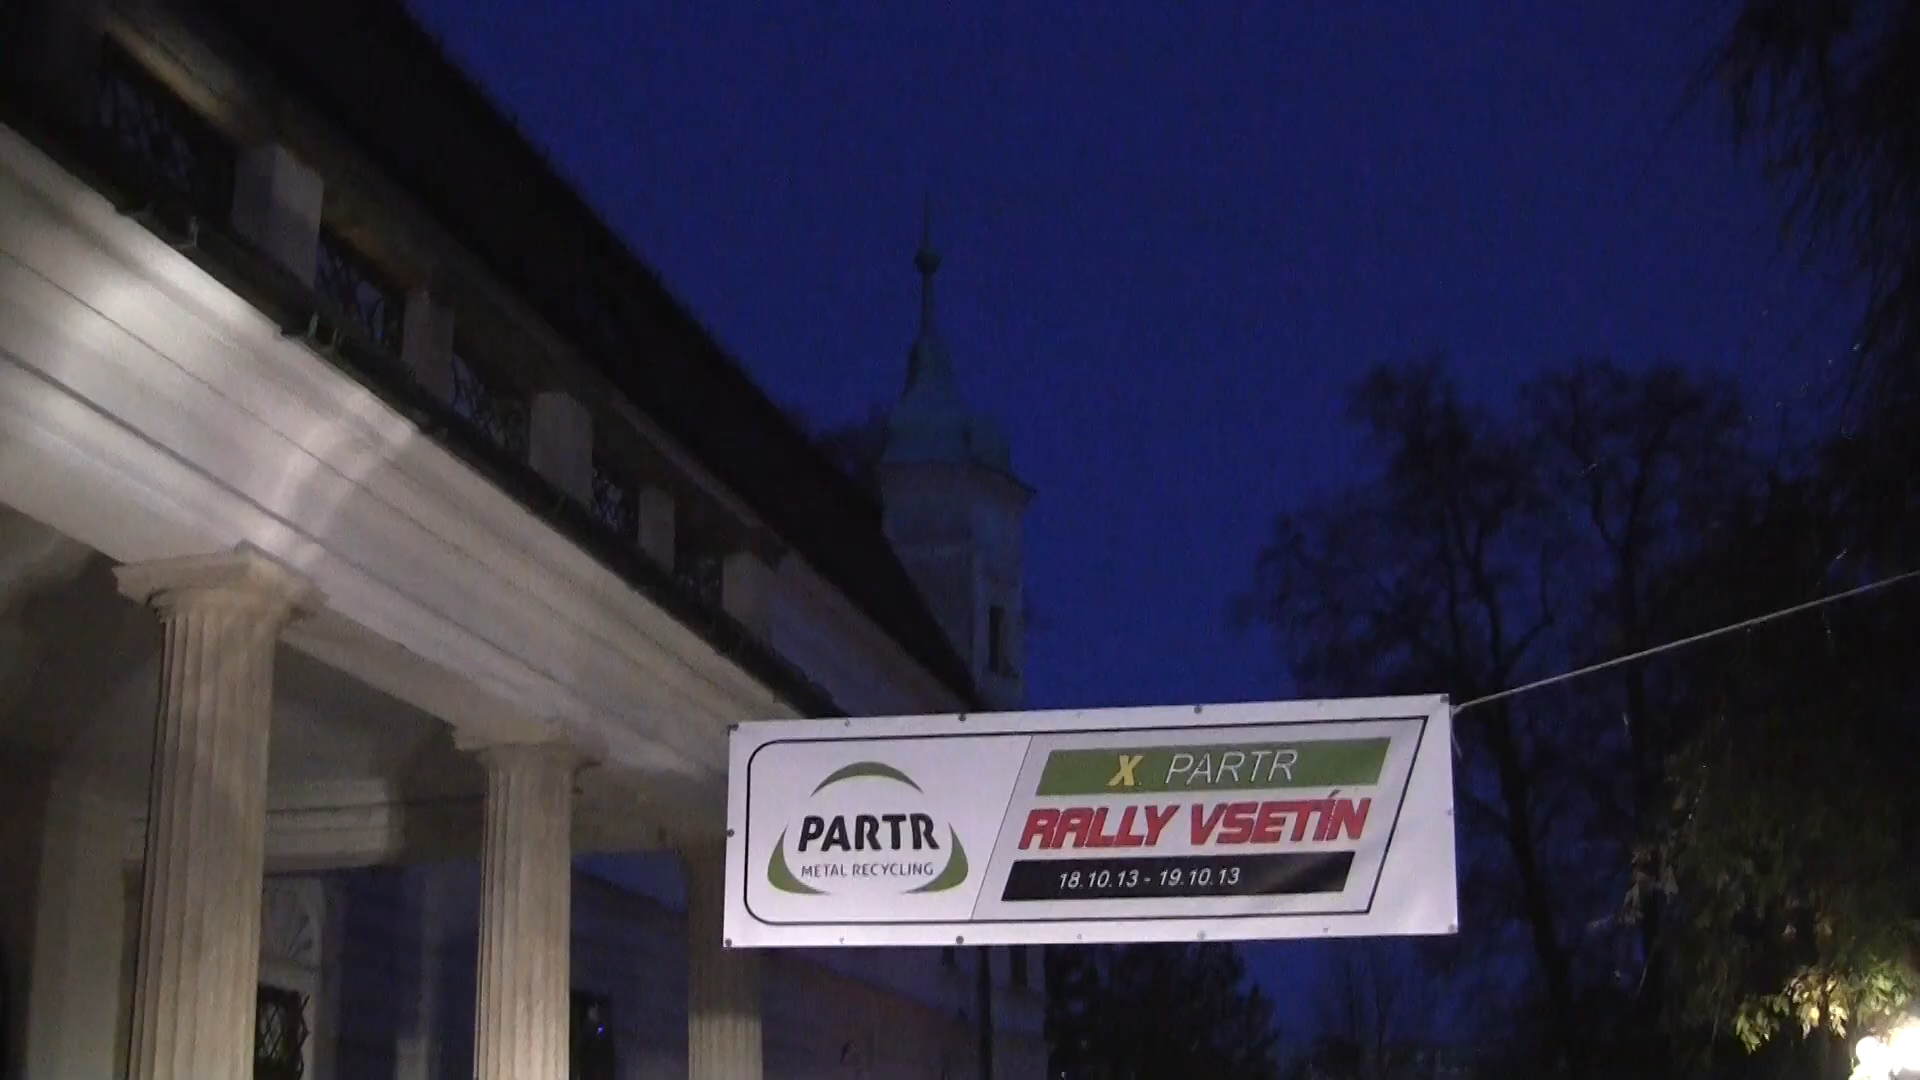 PARTR
METAL RECYCLING
X. PARTR
RALLY VSETÍN
18.10.13 - 19.10.13